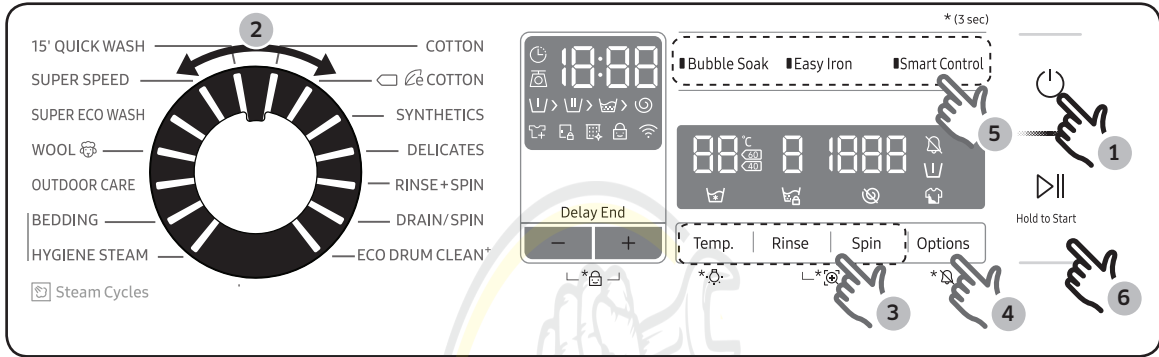 * (3 sec)
2
15' QUICK WASH
SUPER SPEED
SUPER ECO WASH
WOOL
OUTDOOR CARE
BEDDING
HYGIENE STEAM
Steam Cycles
COTTON
e COTTON
SYNTHETICS
DELICATES
RINSE+SPIN
DRAIN/SPIN
ECO DRUM CLEAN+
18:88
Delay End
− +
*
Bubble Soak Easy Iron Smart Control
5
88 °C 60 40 8 1888
Temp. Rinse Spin Options
* * *
3
4
1
Hold to Start
6